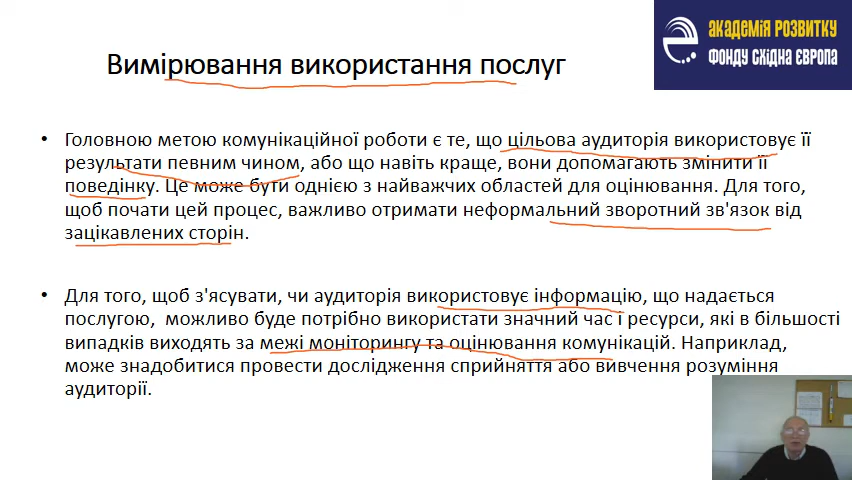 АКАДЕМІЯ РОЗВИТКУ
ФОНДУ СХІДНА ЄВРОПА
Вимірювання використання послуг
• Головною метою комунікаційної роботи є те, що цільова аудиторія використовує її
результати певним чином, або що навіть краще, вони допомагають змінити її
поведінку. Це може бути однією з найважчих областей для оцінювання. Для того,
щоб почати цей процес, важливо отримати неформальний зворотний зв'язок від
зацікавлених сторін.
• Для того, щоб з'ясувати, чи аудиторія використовує інформацію, що надається
послугою, можливо буде потрібно використати значний час і ресурси, які в більшості
випадків виходять за межі моніторингу та оцінювання комунікацій. Наприклад,
може знадобитися провести дослідження сприйняття або вивчення розуміння
аудиторії.